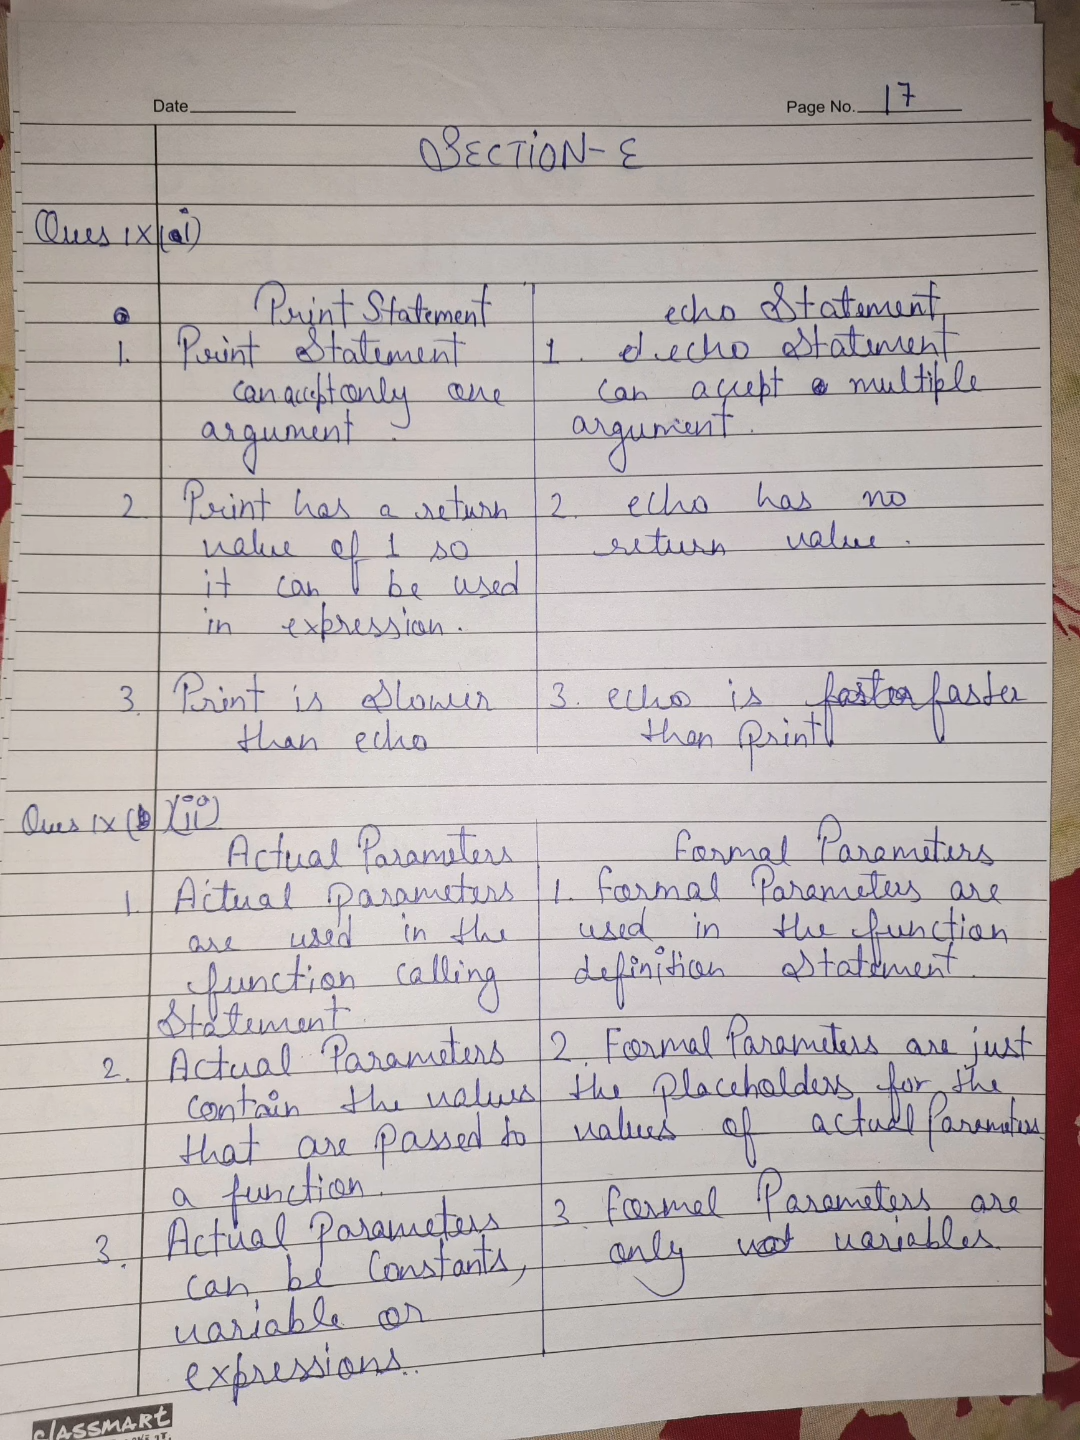 Date
Page No. 17
SECTION-E
Ques IX (i)
Print Statement
echo Statement
1. Print Statement
can accept only one
argument.
1. echo Statement
can accept multiple
argument.
2. Print has a return
value of 1 so
it can be used
in expression.
2. echo has no
return value.
3. Print is slower
than echo
3. echo is faster
than print
Ques IX (ii)
Actual Parameters
Formal Parameters
1. Actual Parameters
are used in the
function calling
Statement.
1. Formal Parameters are
used in the function
definition Statement.
2. Actual Parameters
contain the values
that are passed to
a function.
2. Formal Parameters are just
the placeholders for the
values of actual Parameters.
3. Actual Parameters
can be Constants,
variable or
expressions..
3. Formal Parameters are
only variables.
CLASSMART